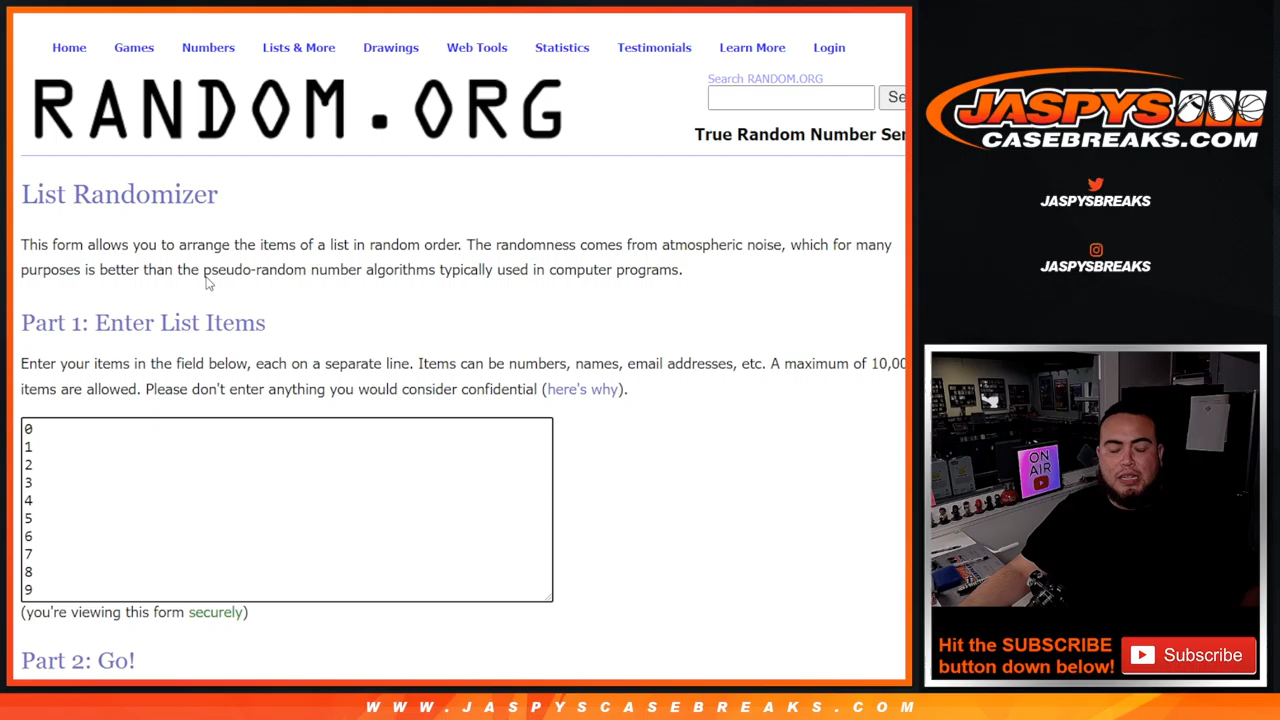 Home Games Numbers Lists & More Drawings Web Tools Statistics Testimonials Learn More Login
RANDOM.ORG
Search RANDOM.ORG
Se
True Random Number Ser
List Randomizer
This form allows you to arrange the items of a list in random order. The randomness comes from atmospheric noise, which for many
purposes is better than the pseudo-random number algorithms typically used in computer programs.
Part 1: Enter List Items
Enter your items in the field below, each on a separate line. Items can be numbers, names, email addresses, etc. A maximum of 10,00
items are allowed. Please don't enter anything you would consider confidential (here's why).
0
1
2
3
4
5
6
7
8
9
(you're viewing this form securely)
Part 2: Go!
JASPYS
CASEBREAKS.COM
JASPYSBREAKS
JASPYSBREAKS
ON
AIR
Hit the SUBSCRIBE
button down below!
Subscribe
WWW.JASPYSCASEBREAKS.COM